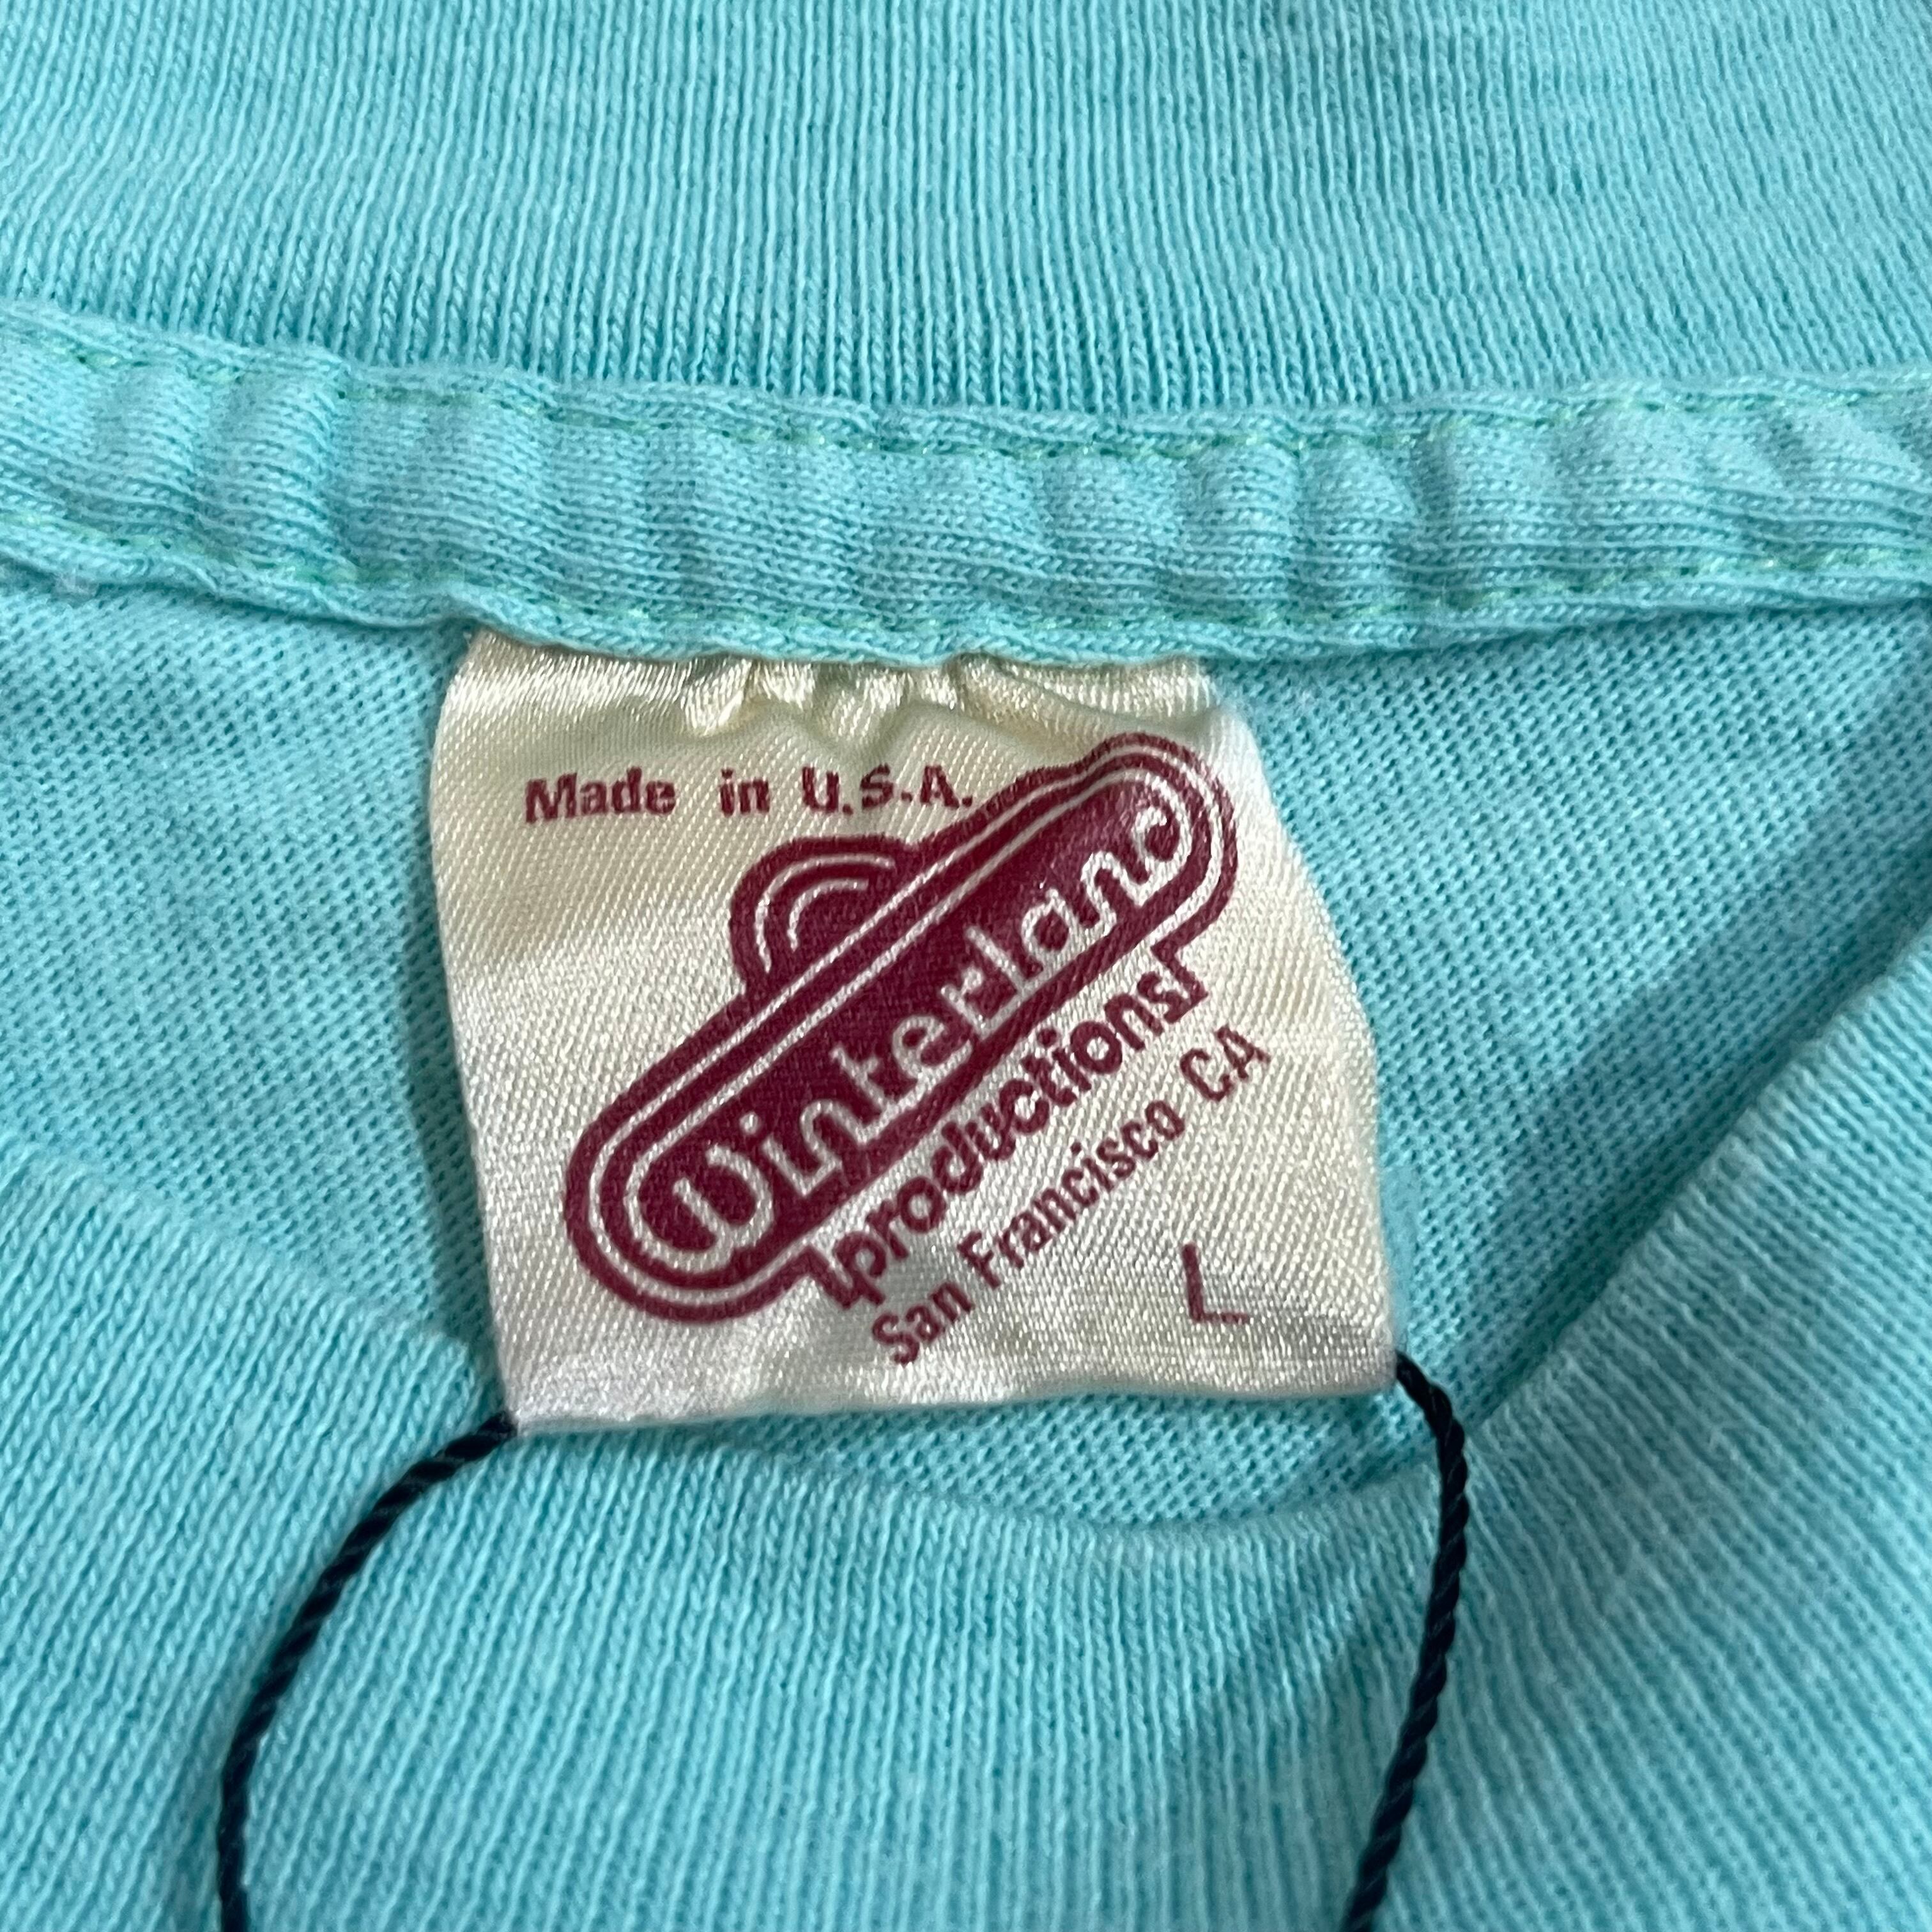 Made in U.S.A.
Winterland
productions
San Francisco CA
L